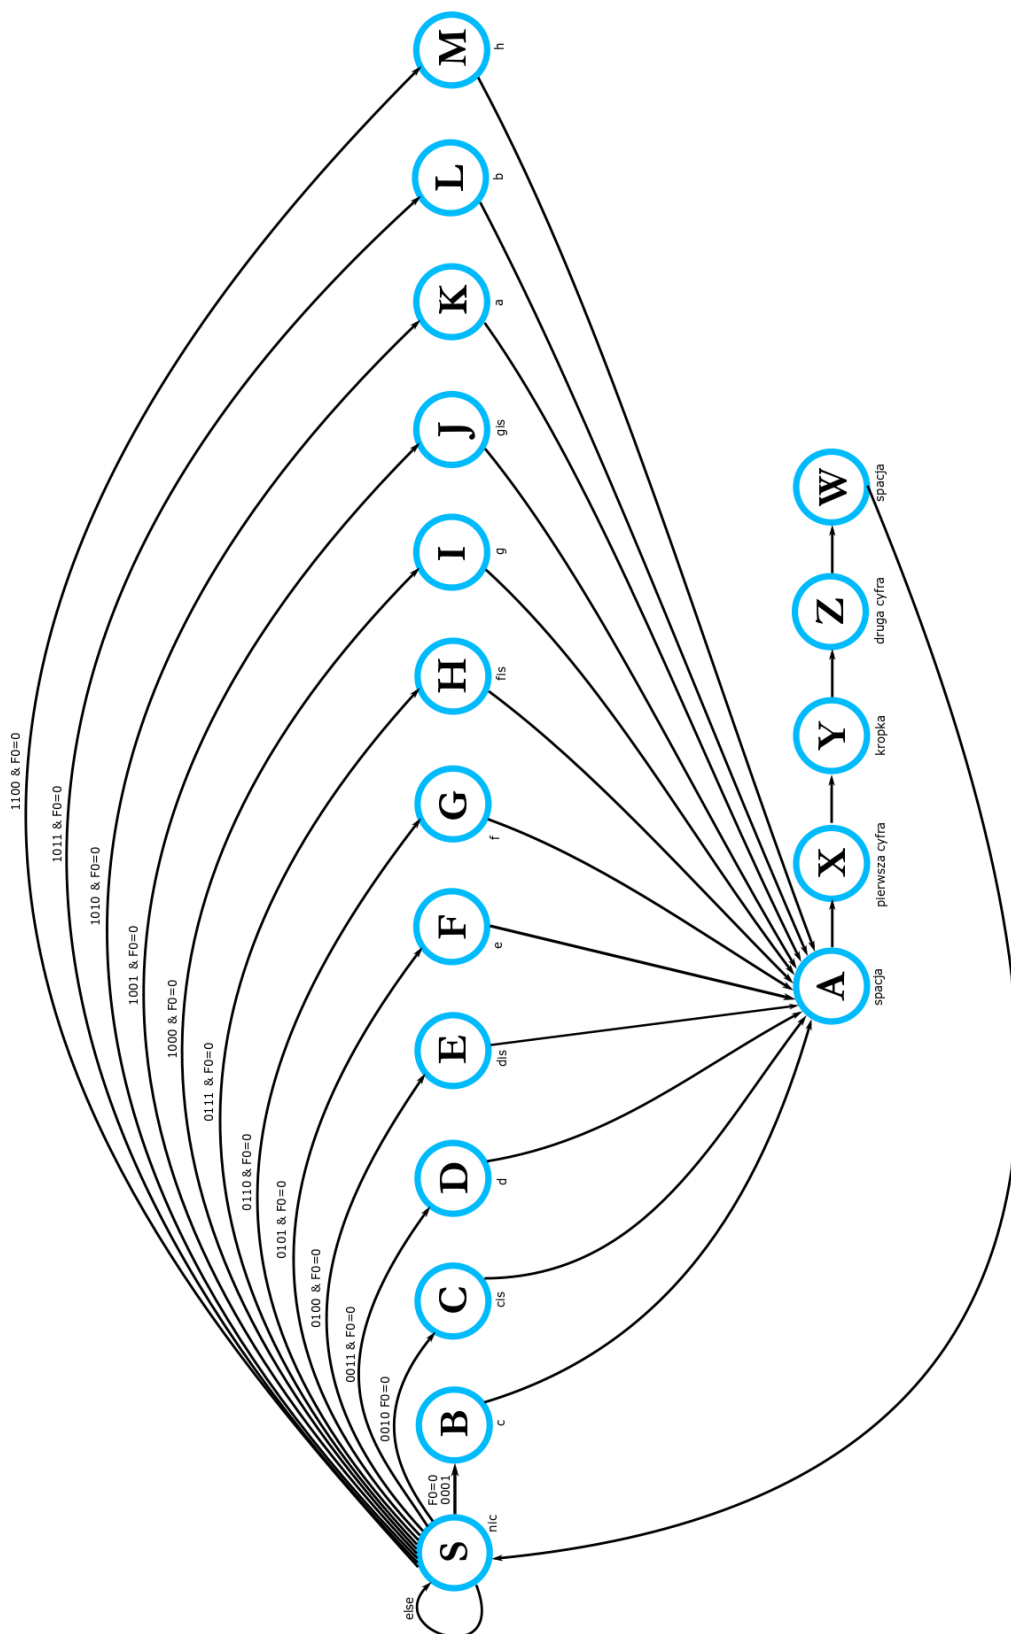 else
S
nic
F0=0
0001
B
c
0010 F0=0
C
cis
0011 & F0=0
D
d
0100 & F0=0
E
dis
0101 & F0=0
F
e
0110 & F0=0
G
f
0111 & F0=0
H
fis
1000 & F0=0
I
g
1001 & F0=0
J
gis
1010 & F0=0
K
a
1011 & F0=0
L
b
1100 & F0=0
M
h
A
spacja
X
pierwsza cyfra
Y
kropka
Z
druga cyfra
W
spacja